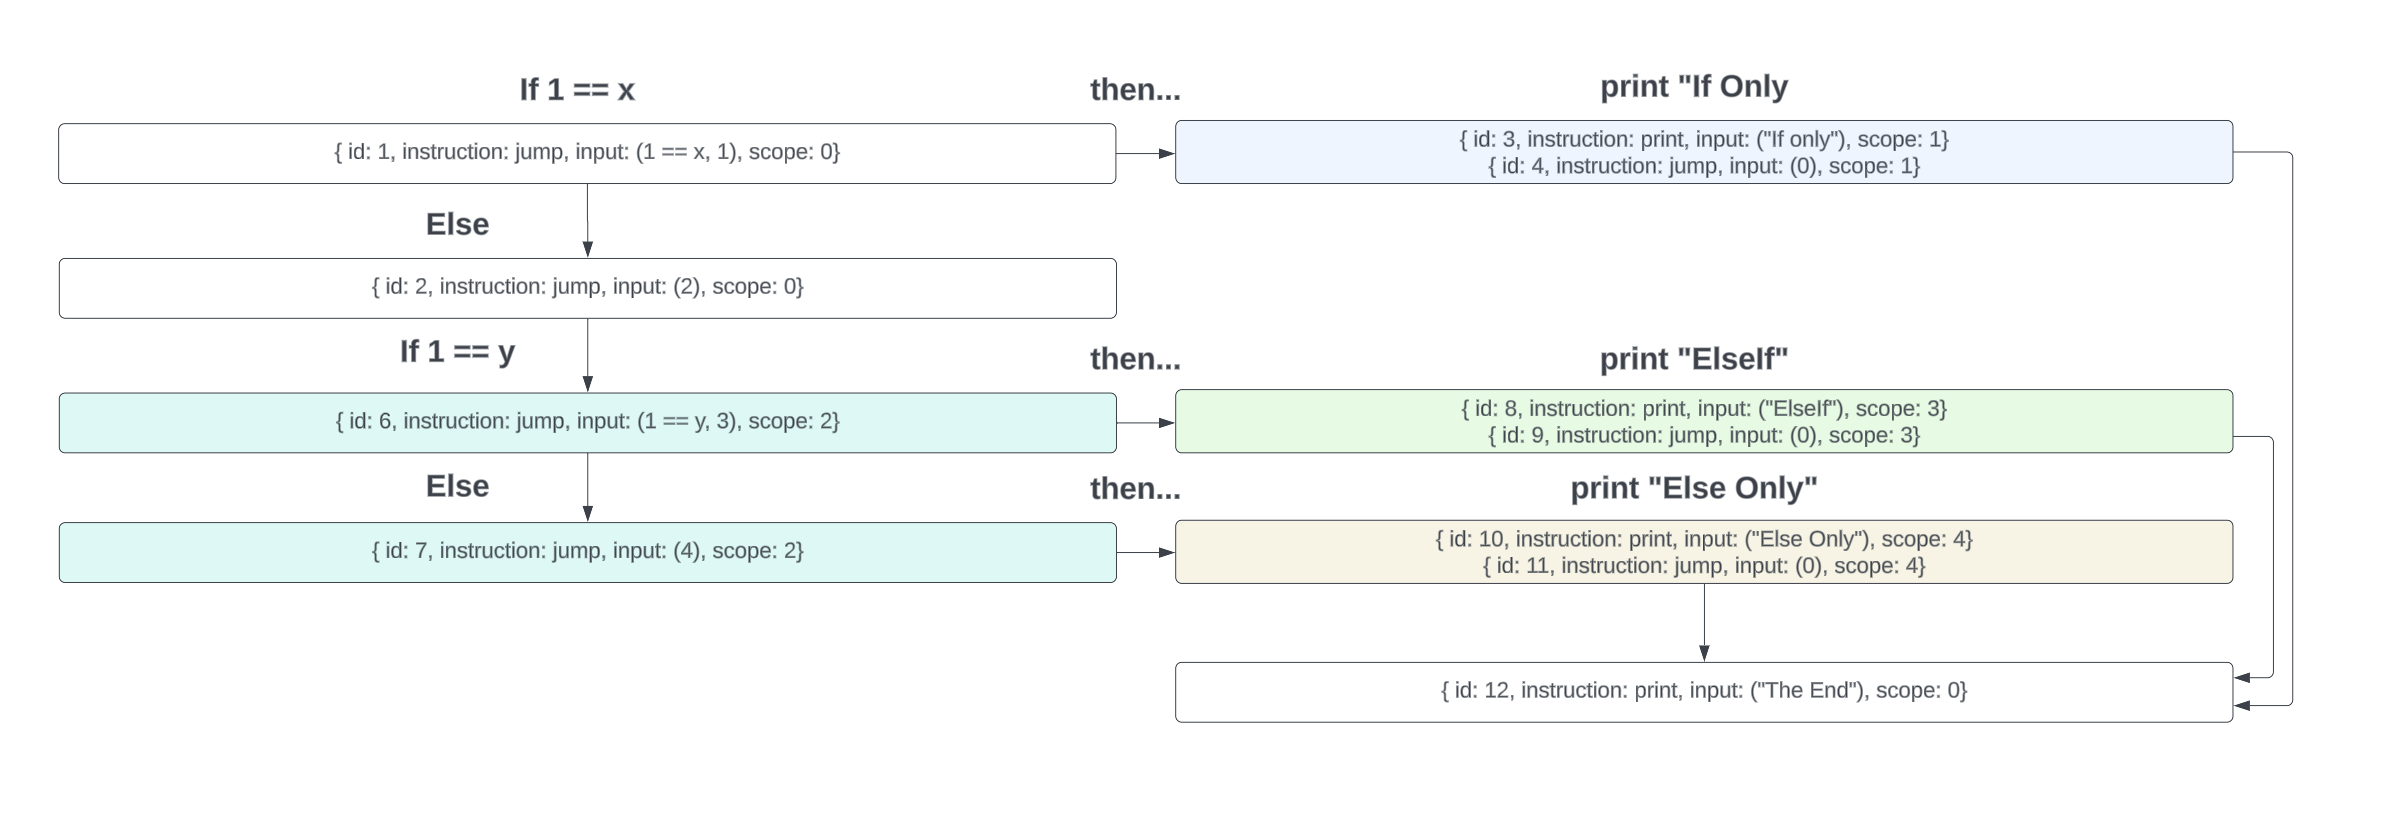 If 1 == x
then...
print "If Only
{ id: 1, instruction: jump, input: (1 == x, 1), scope: 0}
{ id: 3, instruction: print, input: ("If only"), scope: 1}
{ id: 4, instruction: jump, input: (0), scope: 1}
Else
{ id: 2, instruction: jump, input: (2), scope: 0}
If 1 == y
then...
print "ElseIf"
{ id: 6, instruction: jump, input: (1 == y, 3), scope: 2}
{ id: 8, instruction: print, input: ("ElseIf"), scope: 3}
{ id: 9, instruction: jump, input: (0), scope: 3}
Else
then...
print "Else Only"
{ id: 7, instruction: jump, input: (4), scope: 2}
{ id: 10, instruction: print, input: ("Else Only"), scope: 4}
{ id: 11, instruction: jump, input: (0), scope: 4}
{ id: 12, instruction: print, input: ("The End"), scope: 0}